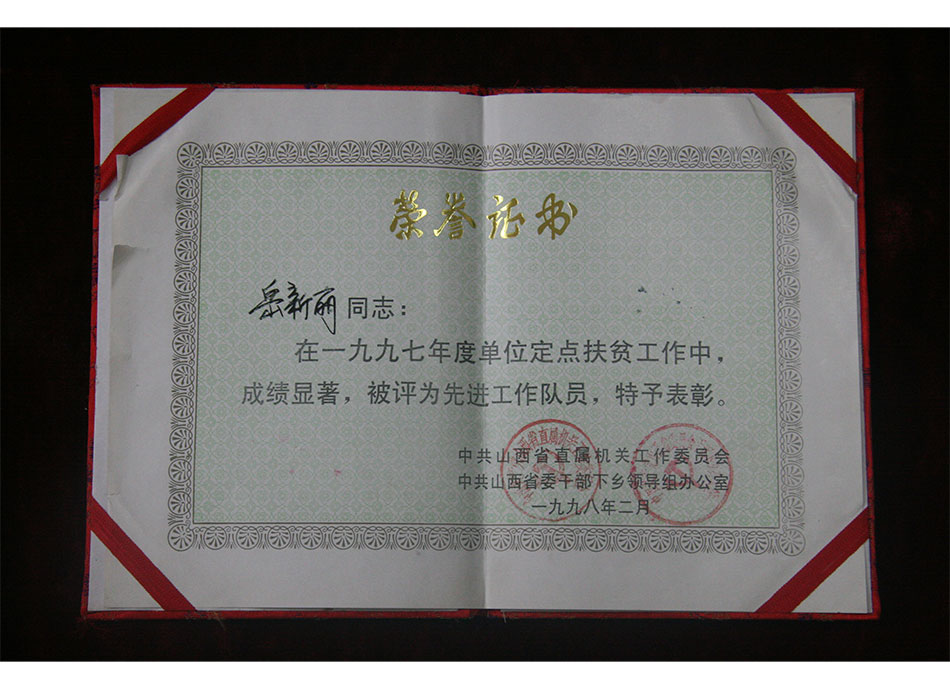 荣誉证书
岳新丽同志：
在一九九七年度单位定点扶贫工作中，
成绩显著，被评为先进工作队员，特予表彰。
中共山西省直属机关工作委员会
中共山西省委干部下乡领导组办公室
一九九八年二月